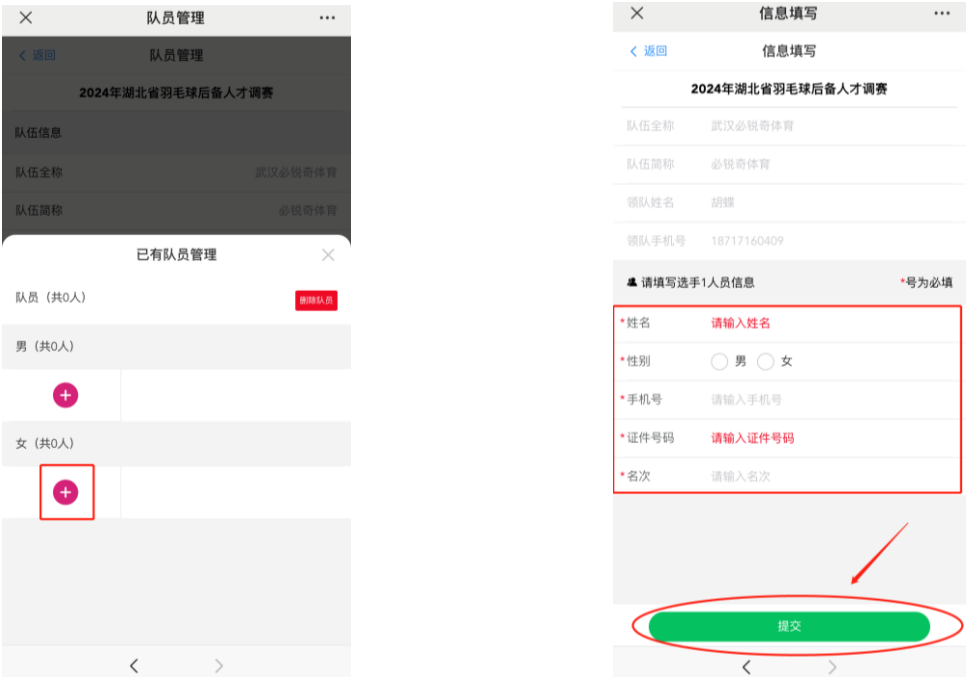 队员管理
返回
队员管理
2024年湖北省羽毛球后备人才调赛
队伍信息
队伍全称 武汉必锐奇体育
队伍简称 必锐奇体育
已有队员管理
队员（共0人） 删除队员
男（共0人）
女（共0人）
信息填写
返回
信息填写
2024年湖北省羽毛球后备人才调赛
队伍全称 武汉必锐奇体育
队伍简称 必锐奇体育
领队姓名 胡蝶
领队手机号 18717160409
请填写选手1人员信息 *号为必填
*姓名 请输入姓名
*性别 男 女
*手机号 请输入手机号
*证件号码 请输入证件号码
*名次 请输入名次
提交